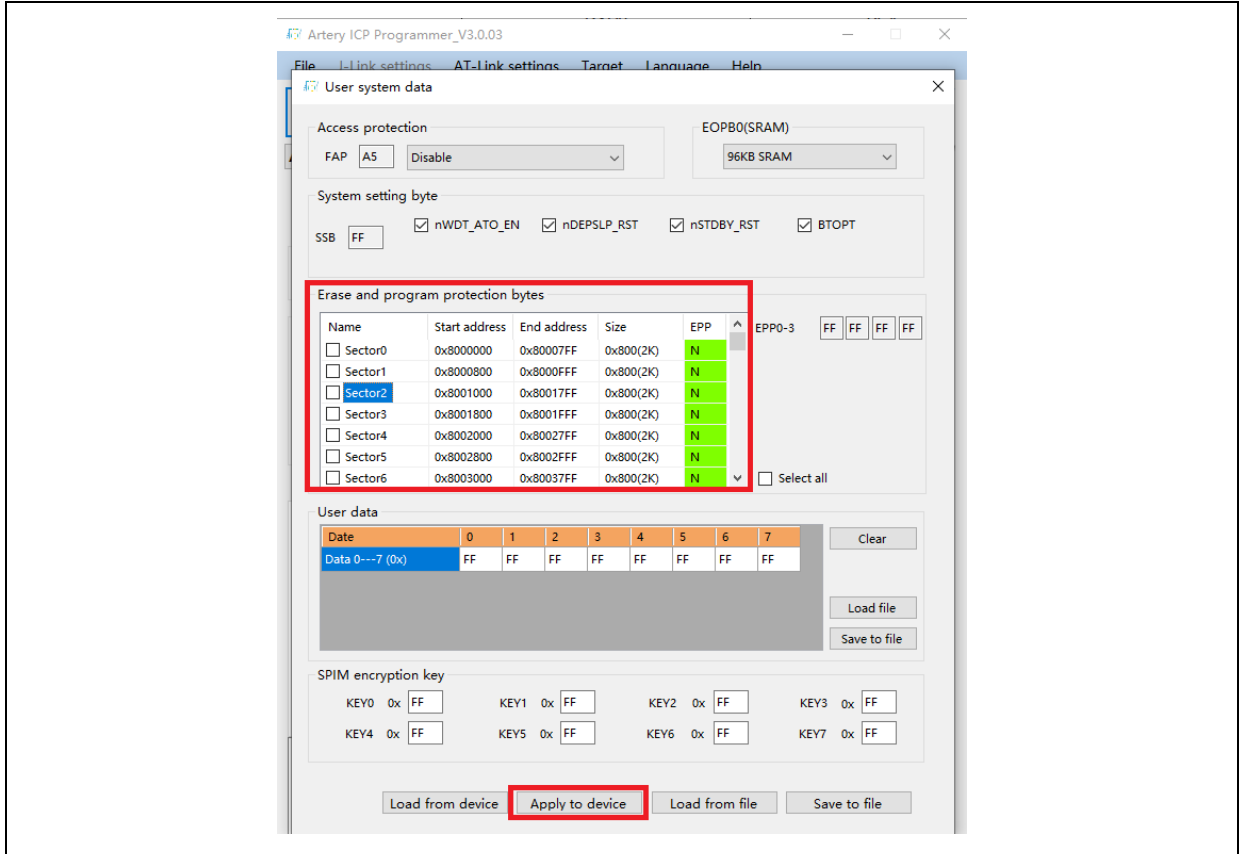 Artery ICP Programmer_V3.0.03
File J-Link settings AT-Link settings Target Language Help
User system data
Access protection EOPB0(SRAM)
FAP A5 Disable 96KB SRAM
System setting byte
SSB FF nWDT_ATO_EN nDEPSLP_RST nSTDBY_RST BTOPT
Erase and program protection bytes
Name Start address End address Size EPP EPP0-3 FF FF FF FF
Sector0 0x8000000 0x80007FF 0x800(2K) N
Sector1 0x8000800 0x8000FFF 0x800(2K) N
Sector2 0x8001000 0x80017FF 0x800(2K) N
Sector3 0x8001800 0x8001FFF 0x800(2K) N
Sector4 0x8002000 0x80027FF 0x800(2K) N
Sector5 0x8002800 0x8002FFF 0x800(2K) N
Sector6 0x8003000 0x80037FF 0x800(2K) N Select all
User data
Date 0 1 2 3 4 5 6 7 Clear
Data 0---7 (0x) FF FF FF FF FF FF FF FF
Load file
Save to file
SPIM encryption key
KEY0 0x FF KEY1 0x FF KEY2 0x FF KEY3 0x FF
KEY4 0x FF KEY5 0x FF KEY6 0x FF KEY7 0x FF
Load from device Apply to device Load from file Save to file